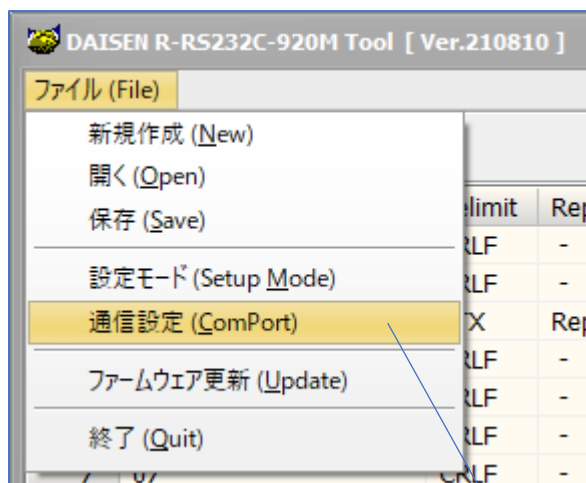 DAISEN R-RS232C-920M Tool [ Ver.210810 ]
ファイル (File)
新規作成 (New)
開く (Open)
保存 (Save)
設定モード (Setup Mode)
通信設定 (ComPort)
ファームウェア更新 (Update)
終了 (Quit)
elimit Rep
RLF -
RLF -
TX Rep
RLF -
RLF -
RLF -
7 07 CRLF -